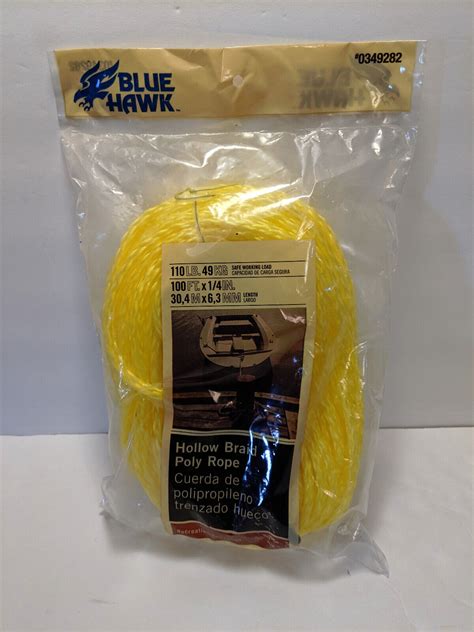 BLUE
HAWK™
#0349282
110 LB. 49 KG SAFE WORKING LOAD
CAPACIDAD DE CARGA SEGURA
100 FT. x 1/4 IN.
30,4 M x 6,3 MM LENGTH
LARGO
Hollow Braid
Poly Rope
Cuerda de
polipropileno
trenzado hueco